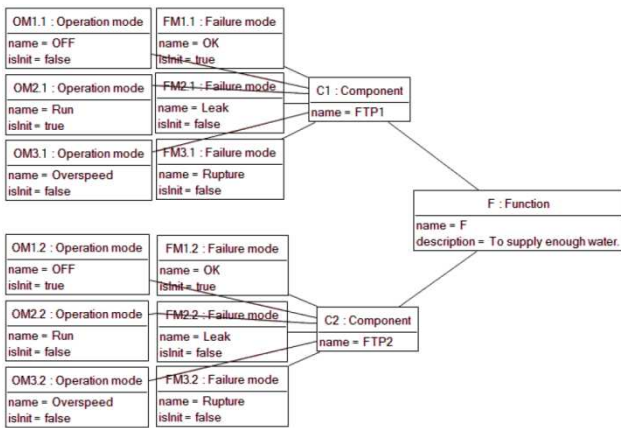 OM1.1 : Operation mode
name = OFF
isInit = false
FM1.1 : Failure mode
name = OK
isInit = true
OM2.1 : Operation mode
name = Run
isInit = true
FM2.1 : Failure mode
name = Leak
isInit = false
C1 : Component
name = FTP1
OM3.1 : Operation mode
name = Overspeed
isInit = false
FM3.1 : Failure mode
name = Rupture
isInit = false
F : Function
name = F
description = To supply enough water.
OM1.2 : Operation mode
name = OFF
isInit = true
FM1.2 : Failure mode
name = OK
isInit = true
OM2.2 : Operation mode
name = Run
isInit = false
FM2.2 : Failure mode
name = Leak
isInit = false
C2 : Component
name = FTP2
OM3.2 : Operation mode
name = Overspeed
isInit = false
FM3.2 : Failure mode
name = Rupture
isInit = false